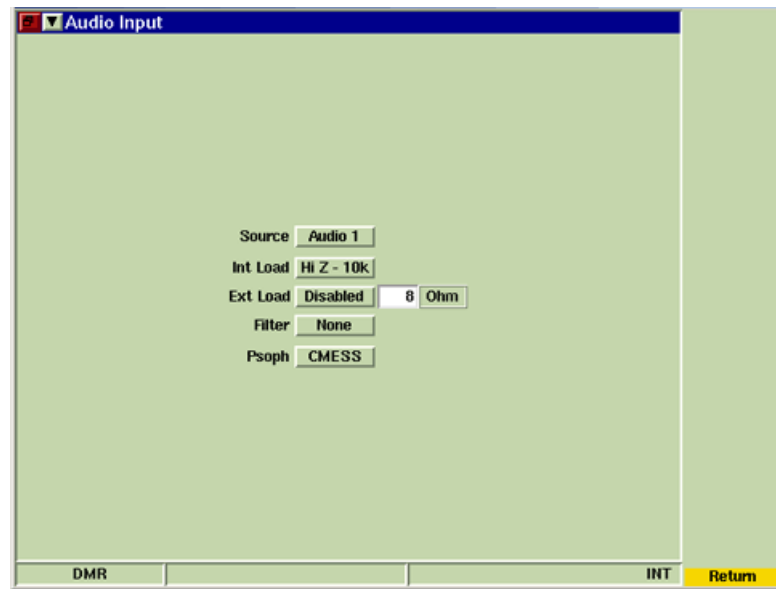 Audio Input
Source Audio 1
Int Load Hi Z - 10k
Ext Load Disabled 8 Ohm
Filter None
Psoph CMESS
DMR INT Return